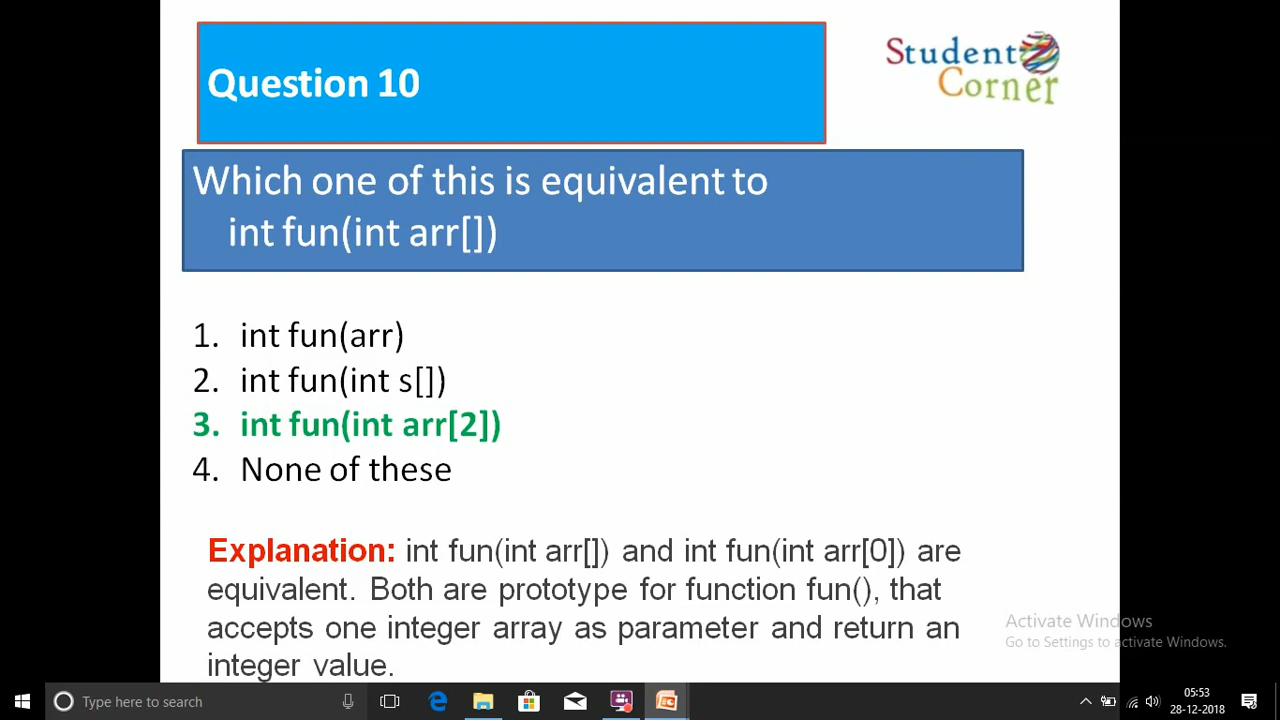 Question 10
Student
Corner
Which one of this is equivalent to
int fun(int arr[])
1. int fun(arr)
2. int fun(int s[])
3. int fun(int arr[2])
4. None of these
Explanation: int fun(int arr[]) and int fun(int arr[0]) are
equivalent. Both are prototype for function fun(), that
accepts one integer array as parameter and return an
integer value.
Activate Windows
Go to Settings to activate Windows.
Type here to search
05:53
28-12-2018